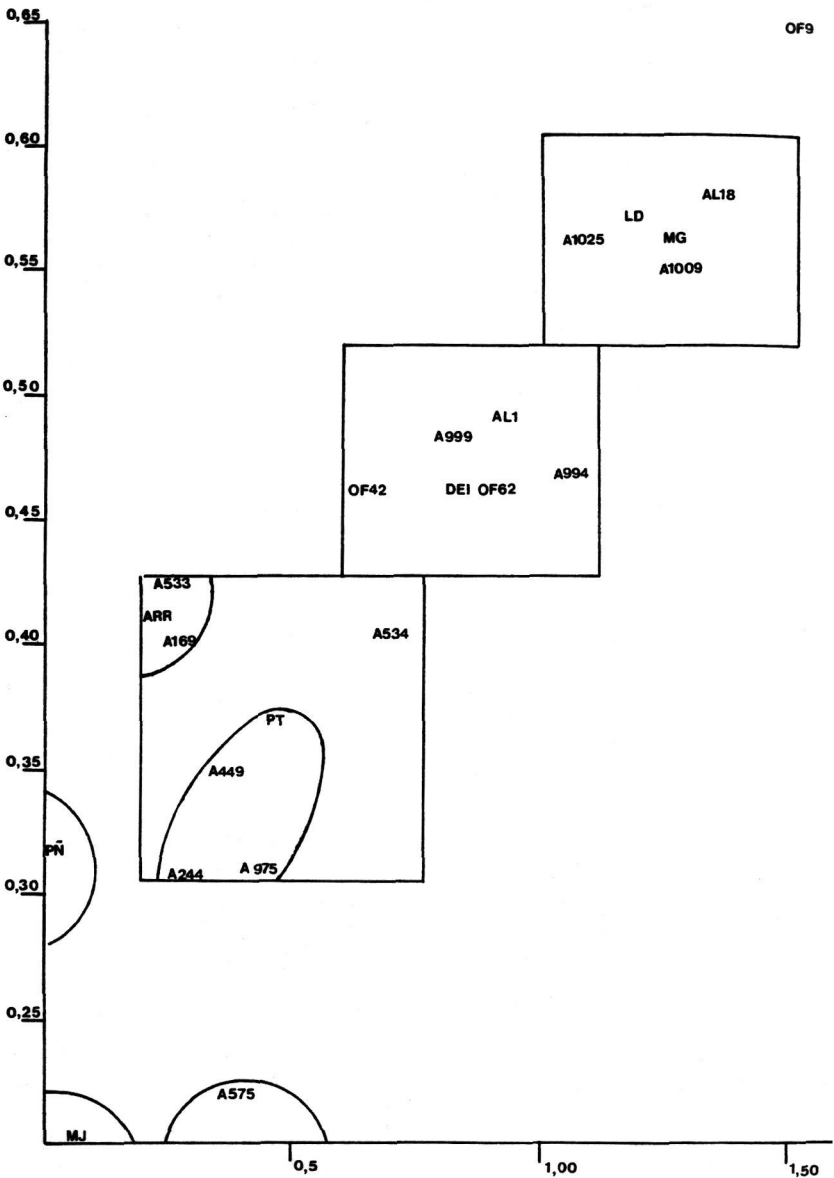 0,65
OF9
0,60
AL18
LD
A1025
MG
0,55
A1009
0,50
AL1
A999
A994
OF42
DEI OF62
0,45
A533
ARR
A534
0,40
A169
PT
0,35
A449
PÑ
A244
A 975
0,30
0,25
A575
MJ
0,5
1,00
1,50